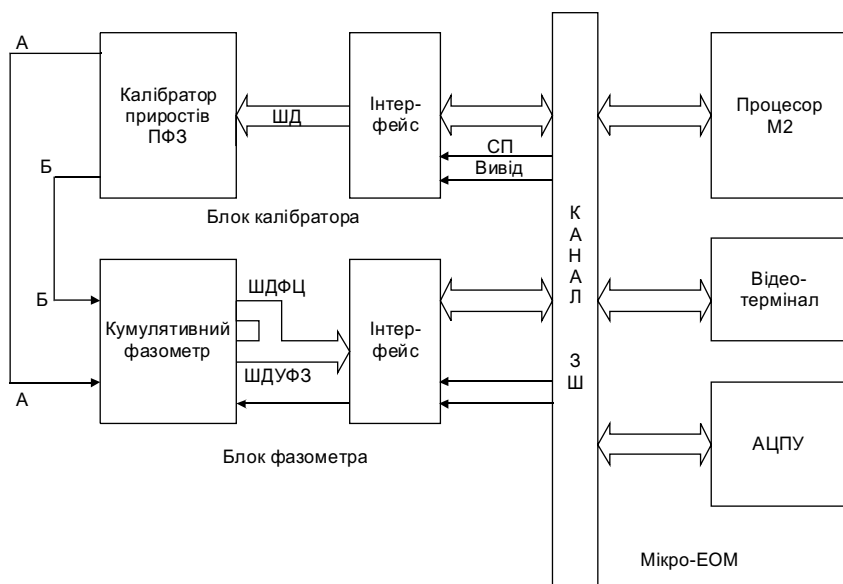 А
Калібратор
приростів
ПФЗ
ШД
Інтер-
фейс
СП
Вивід
Процесор
М2
Б
Блок калібратора
К
А
Н
А
Л
З
Ш
Б
Кумулятивний
фазометр
ШДФЦ
ШДУФЗ
Інтер-
фейс
Відео-
термінал
А
Блок фазометра
АЦПУ
Мікро-ЕОМ